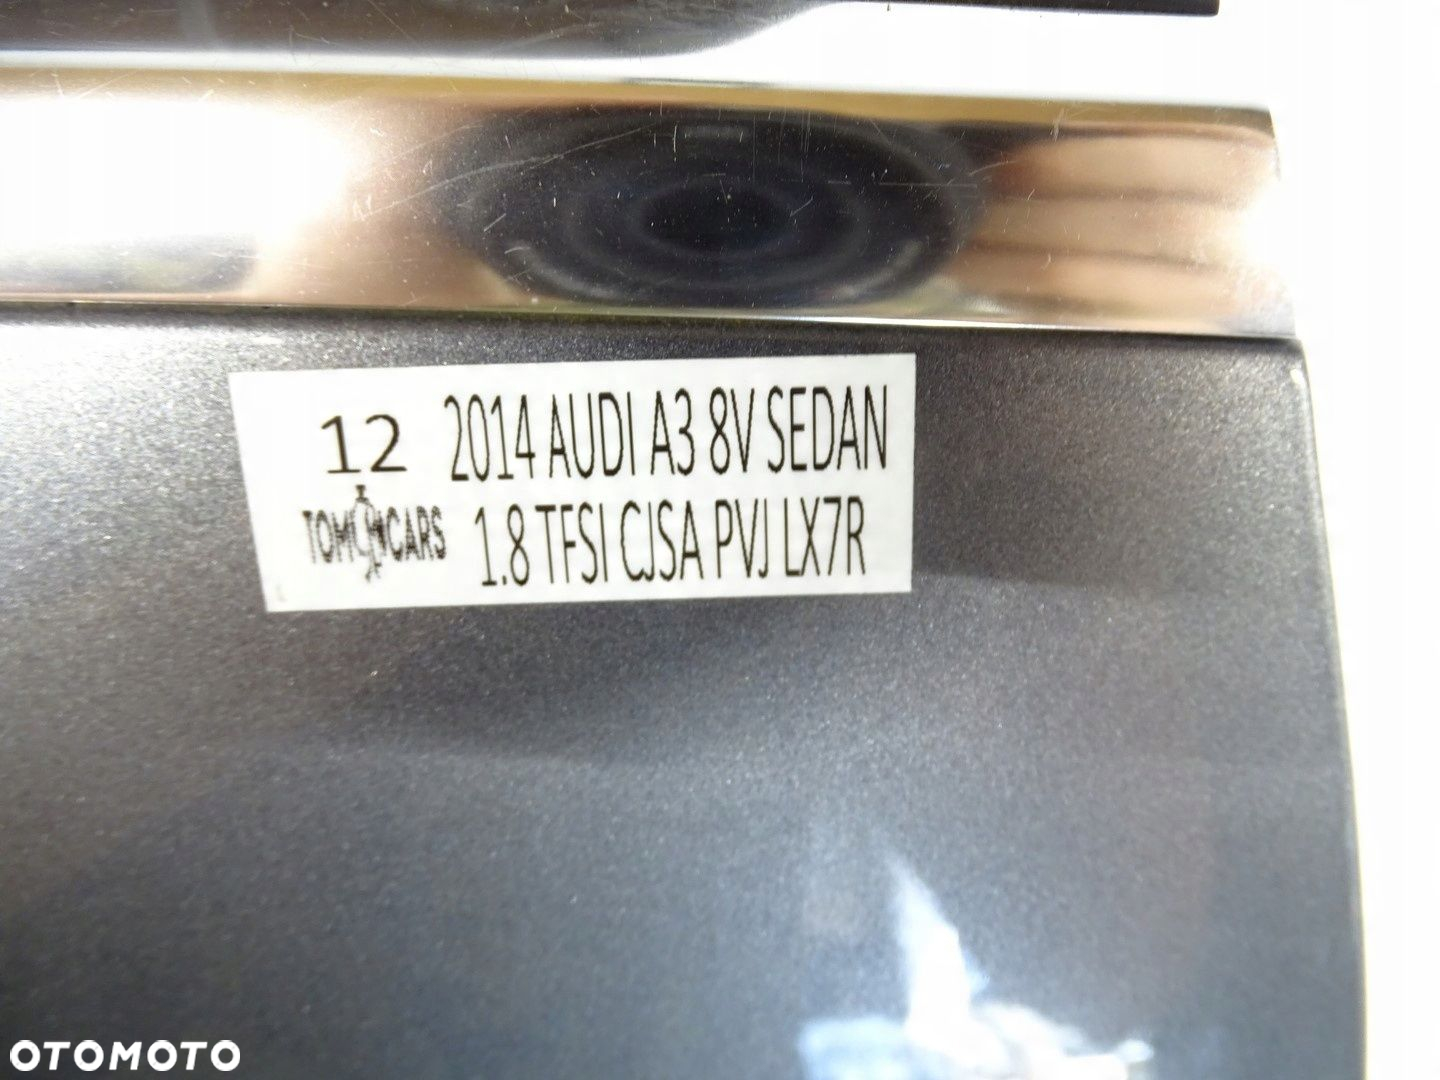 12 2014 AUDI A3 8V SEDAN
TOM CARS 1.8 TFSI CJSA PVJ LX7R
OTOMOTO